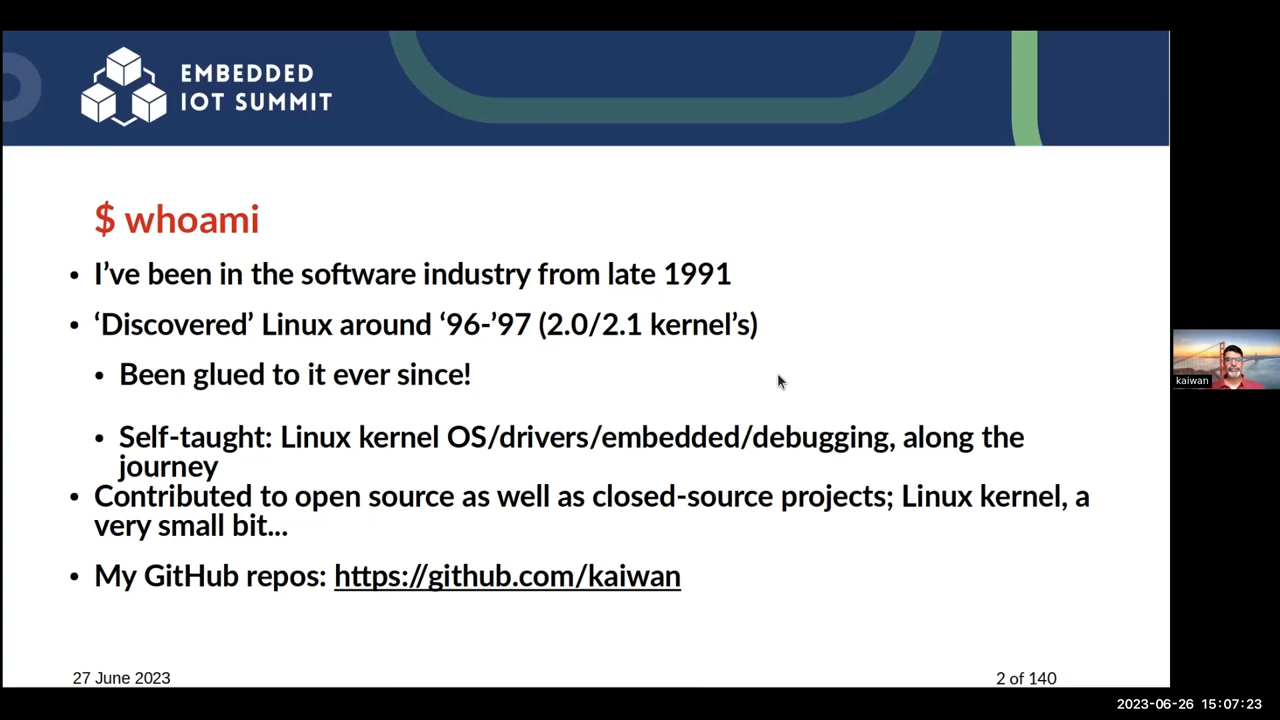 EMBEDDED
IOT SUMMIT
$ whoami
• I’ve been in the software industry from late 1991
• ‘Discovered’ Linux around ‘96-’97 (2.0/2.1 kernel’s)
• Been glued to it ever since!
• Self-taught: Linux kernel OS/drivers/embedded/debugging, along the
journey
• Contributed to open source as well as closed-source projects; Linux kernel, a
very small bit...
• My GitHub repos: https://github.com/kaiwan
kaiwan
27 June 2023
2 of 140
2023-06-26 15:07:23